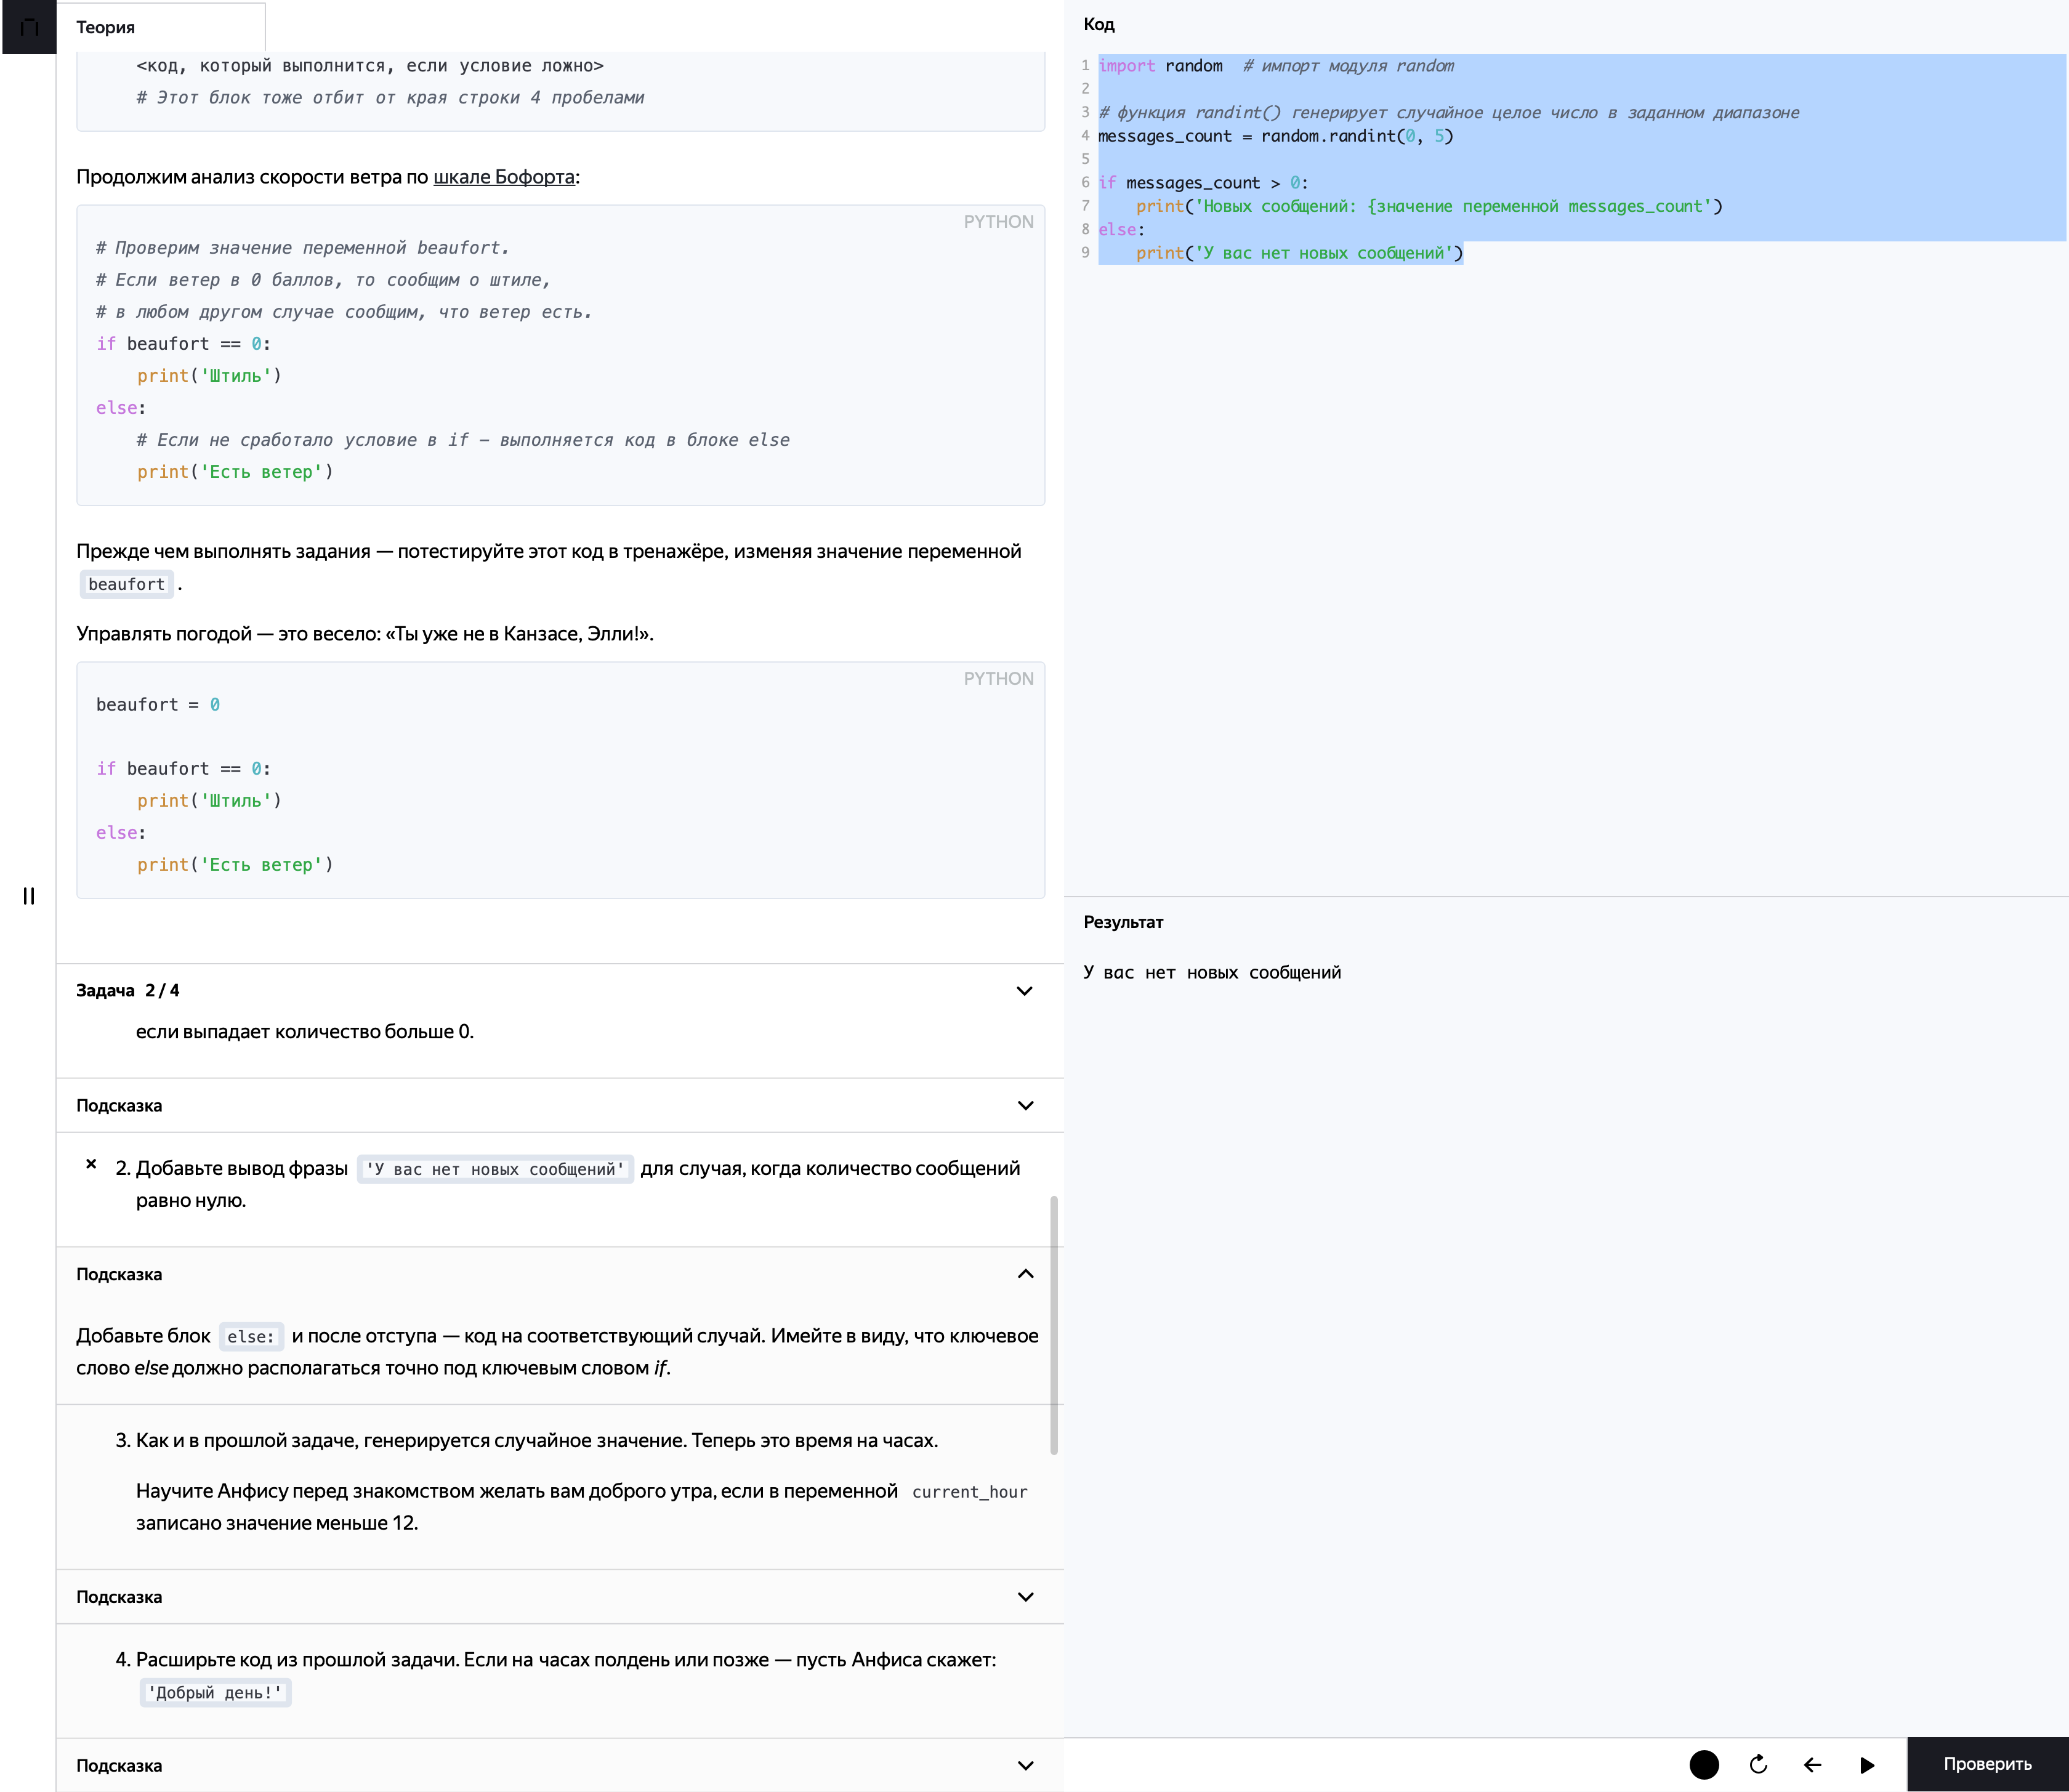 Теория
<код, который выполнится, если условие ложно>
# Этот блок тоже отбит от края строки 4 пробелами
Продолжим анализ скорости ветра по шкале Бофорта:
PYTHON
# Проверим значение переменной beaufort.
# Если ветер в 0 баллов, то сообщим о штиле,
# в любом другом случае сообщим, что ветер есть.
if beaufort == 0:
    print('Штиль')
else:
    # Если не сработало условие в if — выполняется код в блоке else
    print('Есть ветер')
Прежде чем выполнять задания — потестируйте этот код в тренажёре, изменяя значение переменной
beaufort .
Управлять погодой — это весело: «Ты уже не в Канзасе, Элли!».
PYTHON
beaufort = 0
if beaufort == 0:
    print('Штиль')
else:
    print('Есть ветер')
Задача 2 / 4
если выпадает количество больше 0.
Подсказка
2. Добавьте вывод фразы 'У вас нет новых сообщений' для случая, когда количество сообщений
равно нулю.
Подсказка
Добавьте блок else: и после отступа — код на соответствующий случай. Имейте в виду, что ключевое
слово else должно располагаться точно под ключевым словом if.
3. Как и в прошлой задаче, генерируется случайное значение. Теперь это время на часах.
Научите Анфису перед знакомством желать вам доброго утра, если в переменной current_hour
записано значение меньше 12.
Подсказка
4. Расширьте код из прошлой задачи. Если на часах полдень или позже — пусть Анфиса скажет:
'Добрый день!'
Подсказка
Код
1 import random  # импорт модуля random
2
3 # функция randint() генерирует случайное целое число в заданном диапазоне
4 messages_count = random.randint(0, 5)
5
6 if messages_count > 0:
7     print('Новых сообщений: {значение переменной messages_count')
8 else:
9     print('У вас нет новых сообщений')
Результат
У вас нет новых сообщений
Проверить